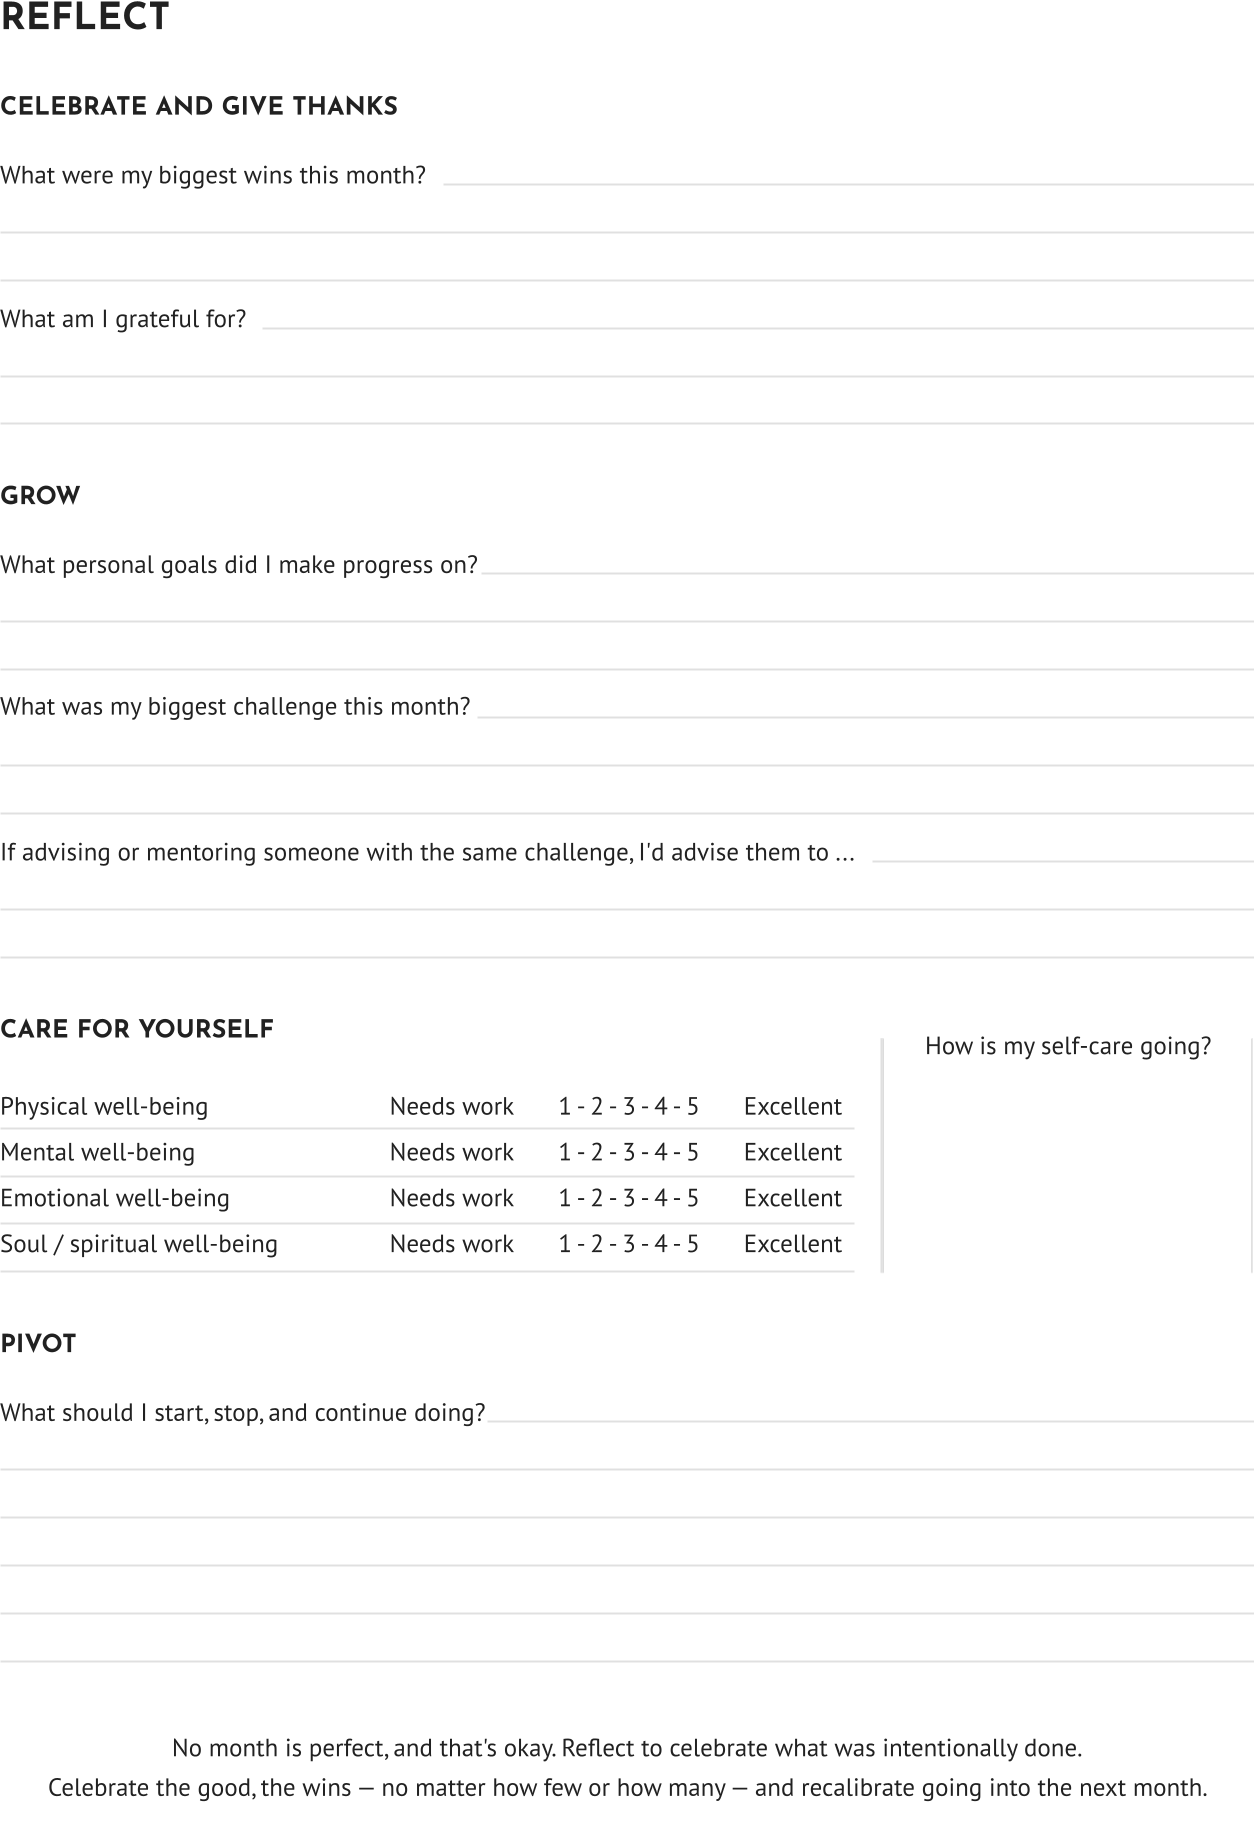 REFLECT
CELEBRATE AND GIVE THANKS
What were my biggest wins this month?
What am I grateful for?
GROW
What personal goals did I make progress on?
What was my biggest challenge this month?
If advising or mentoring someone with the same challenge, I'd advise them to ...
CARE FOR YOURSELF
Physical well-being Needs work 1 - 2 - 3 - 4 - 5 Excellent
Mental well-being Needs work 1 - 2 - 3 - 4 - 5 Excellent
Emotional well-being Needs work 1 - 2 - 3 - 4 - 5 Excellent
Soul / spiritual well-being Needs work 1 - 2 - 3 - 4 - 5 Excellent
How is my self-care going?
PIVOT
What should I start, stop, and continue doing?
No month is perfect, and that's okay. Reflect to celebrate what was intentionally done.
Celebrate the good, the wins — no matter how few or how many — and recalibrate going into the next month.